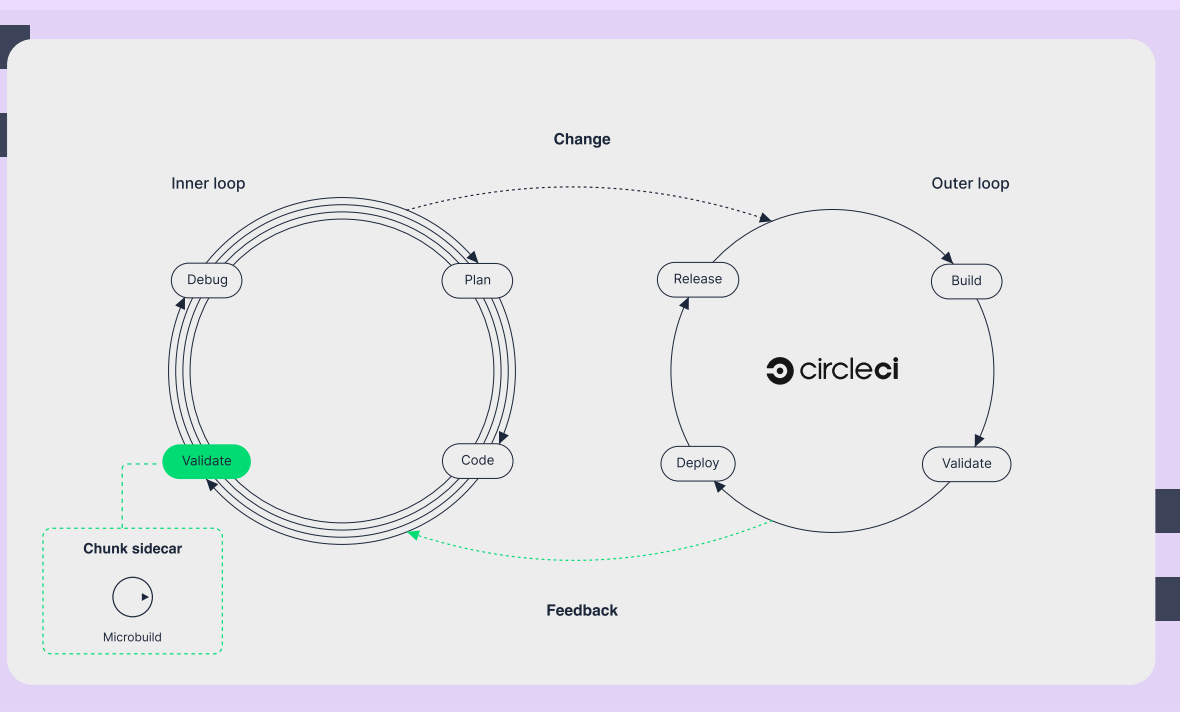 Change
Inner loop
Outer loop
Debug
Plan
Release
Build
circleci
Validate
Code
Deploy
Validate
Chunk sidecar
Microbuild
Feedback